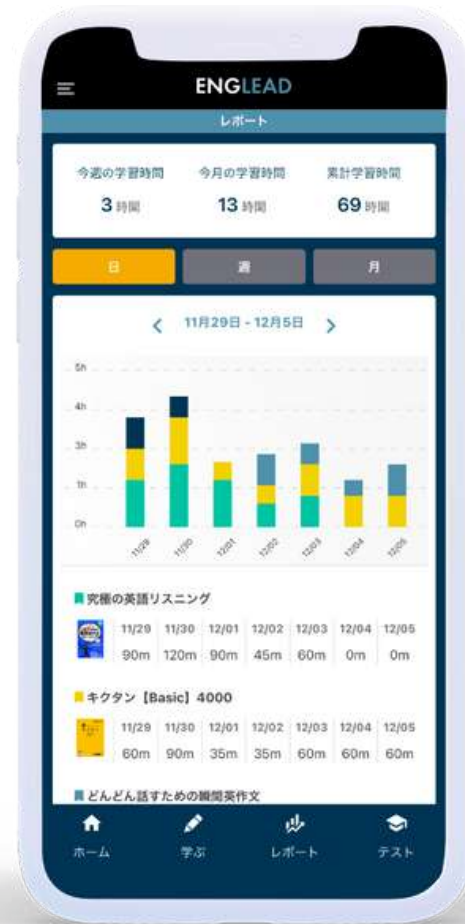 ENGLEAD
レポート
今週の学習時間 今月の学習時間 累計学習時間
3 時間 13 時間 69 時間
日 週 月
11月29日 - 12月5日
5h
4h
3h
1h
0h
11/29 11/30 12/01 12/02 12/03 12/04 12/05
究極の英語リスニング
11/29 11/30 12/01 12/02 12/03 12/04 12/05
90m 120m 90m 45m 60m 0m 0m
キクタン【Basic】4000
11/29 11/30 12/01 12/02 12/03 12/04 12/05
60m 90m 35m 35m 60m 60m 60m
どんどん話すための瞬間英作文
ホーム 学ぶ レポート テスト